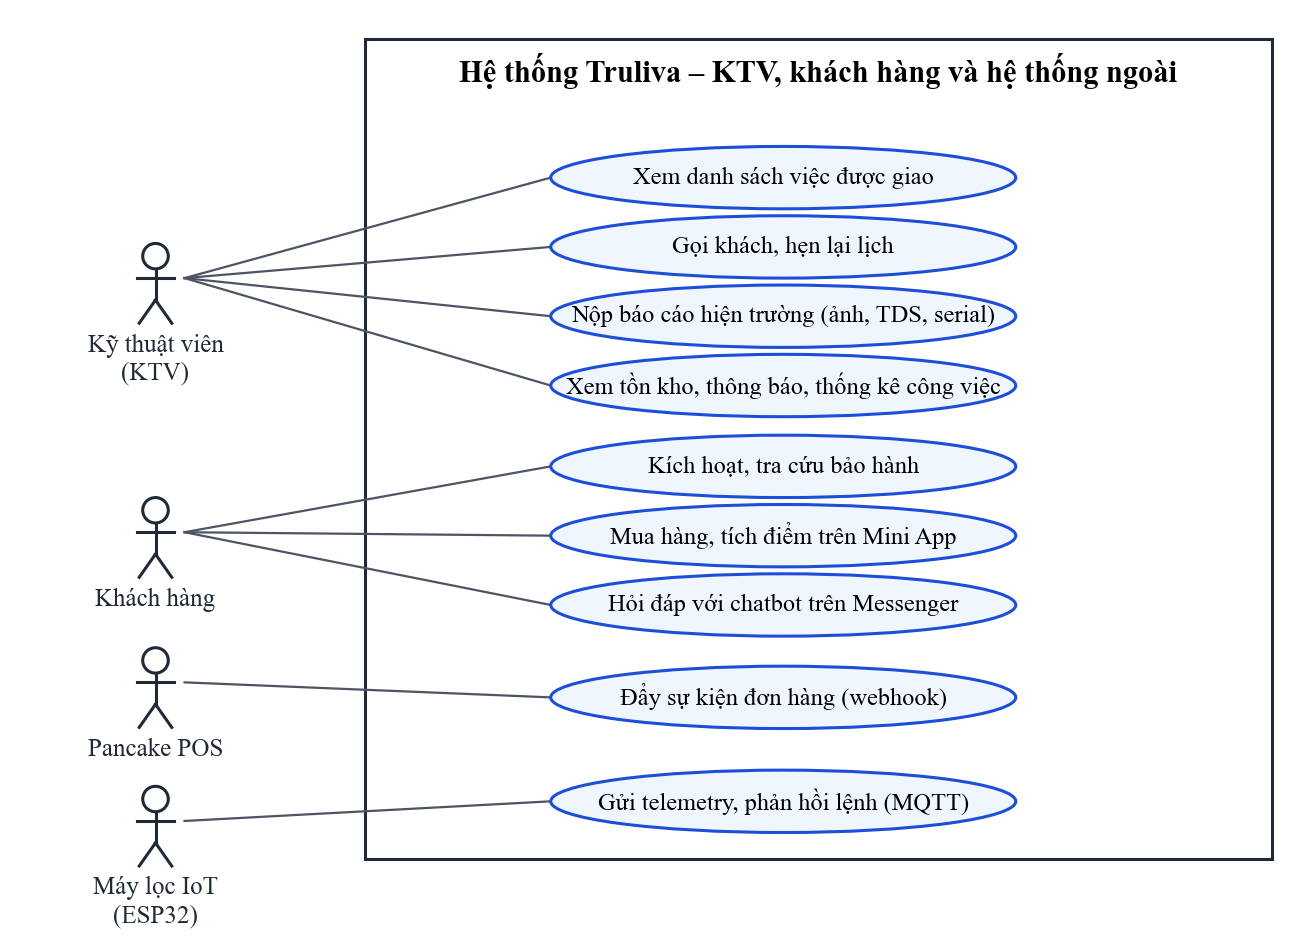 Hệ thống Truliva – KTV, khách hàng và hệ thống ngoài
Xem danh sách việc được giao
Gọi khách, hẹn lại lịch
Nộp báo cáo hiện trường (ảnh, TDS, serial)
Xem tồn kho, thông báo, thống kê công việc
Kỹ thuật viên
(KTV)
Kích hoạt, tra cứu bảo hành
Mua hàng, tích điểm trên Mini App
Hỏi đáp với chatbot trên Messenger
Khách hàng
Đẩy sự kiện đơn hàng (webhook)
Pancake POS
Gửi telemetry, phản hồi lệnh (MQTT)
Máy lọc IoT
(ESP32)